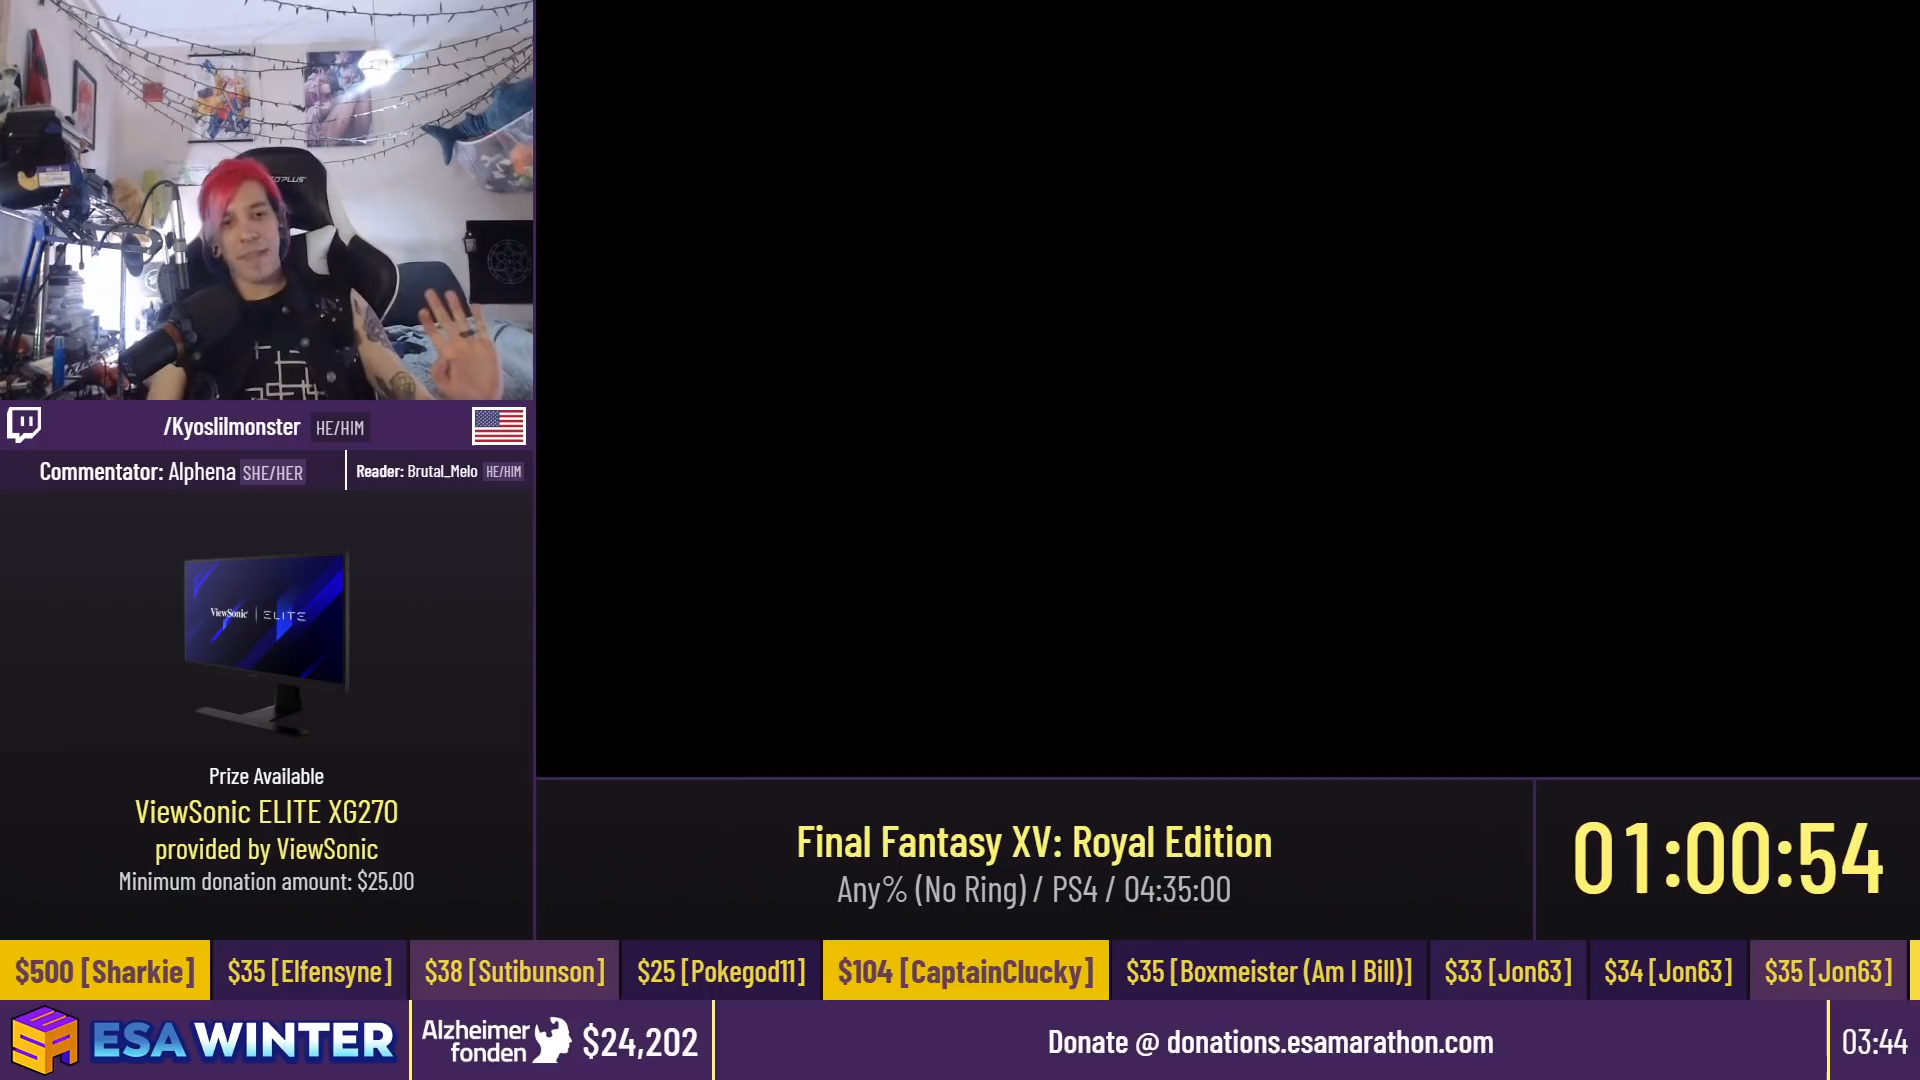 /Kyoslilmonster HE/HIM
Commentator: Alphena SHE/HER
Reader: Brutal_Melo HE/HIM
ViewSonic ELITE
Prize Available
ViewSonic ELITE XG270
provided by ViewSonic
Minimum donation amount: $25.00
Final Fantasy XV: Royal Edition
Any% (No Ring) / PS4 / 04:35:00
01:00:54
$500 [Sharkie] $35 [Elfensyne] $38 [Sutibunson] $25 [Pokegod11] $104 [CaptainClucky] $35 [Boxmeister (Am I Bill)] $33 [Jon63] $34 [Jon63] $35 [Jon63]
ESA WINTER
Alzheimer
fonden
$24,202
Donate @ donations.esamarathon.com
03:44